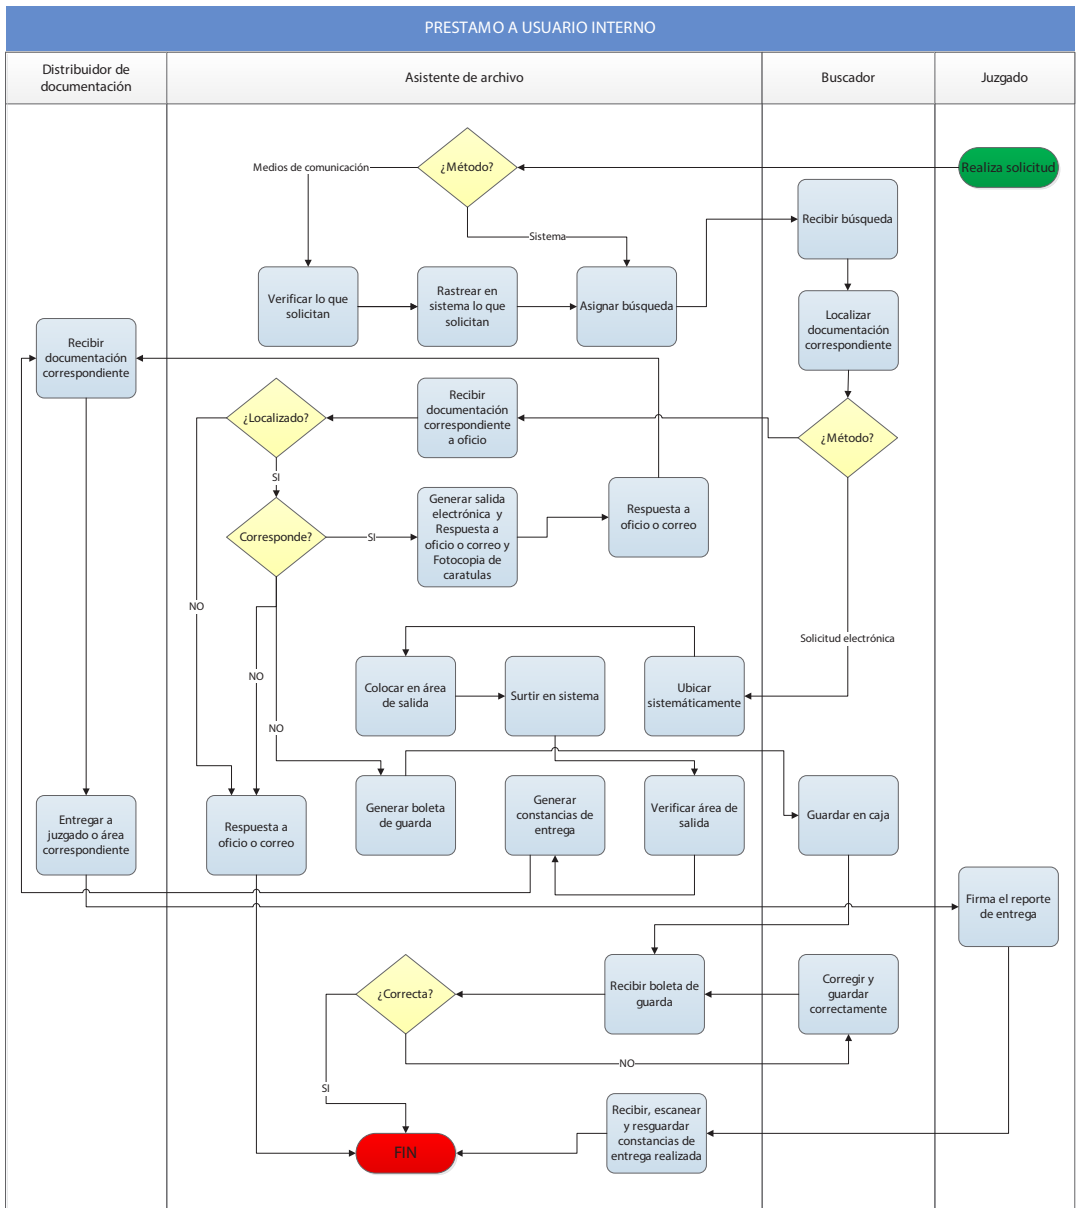 PRESTAMO A USUARIO INTERNO
Distribuidor de
documentación
Asistente de archivo
Buscador
Juzgado
Medios de comunicación
¿Método?
Realiza solicitud
Recibir búsqueda
Sistema
Verificar lo que
solicitan
Rastrear en
sistema lo que
solicitan
Asignar búsqueda
Localizar
documentación
correspondiente
Recibir
documentación
correspondiente
¿Localizado?
Recibir
documentación
correspondiente
a oficio
¿Método?
SI
Corresponde?
SI
Generar salida
electrónica y
Respuesta a
oficio o correo y
Fotocopia de
caratulas
Respuesta a
oficio o correo
NO
Solicitud electrónica
NO
Colocar en área
de salida
Surtir en sistema
Ubicar
sistemáticamente
NO
Entregar a
juzgado o área
correspondiente
Respuesta a
oficio o correo
Generar boleta
de guarda
Generar
constancias de
entrega
Verificar área de
salida
Guardar en caja
Firma el reporte
de entrega
¿Correcta?
Recibir boleta de
guarda
Corregir y
guardar
correctamente
NO
SI
Recibir, escanear
y resguardar
constancias de
entrega realizada
FIN